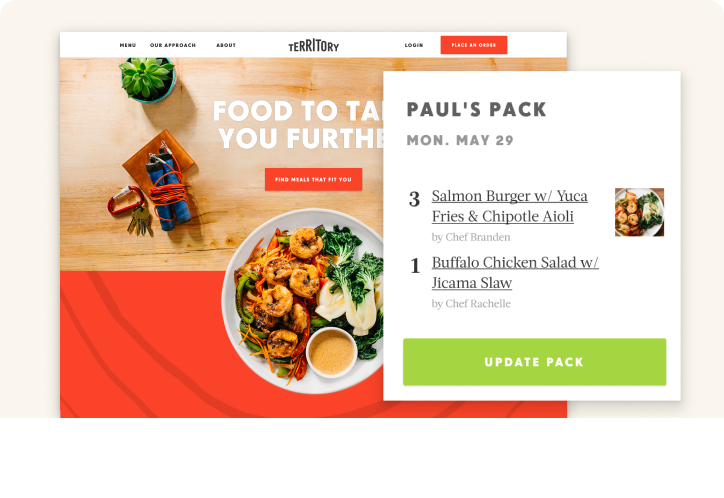 MENU
OUR APPROACH
ABOUT
TERRITORY
LOGIN
PLACE AN ORDER
FOOD TO TA
YOU FURTHE
FIND MEALS THAT FIT YOU
PAUL'S PACK
MON. MAY 29
3 Salmon Burger w/ Yuca
Fries & Chipotle Aioli
by Chef Branden
1 Buffalo Chicken Salad w/
Jicama Slaw
by Chef Rachelle
UPDATE PACK